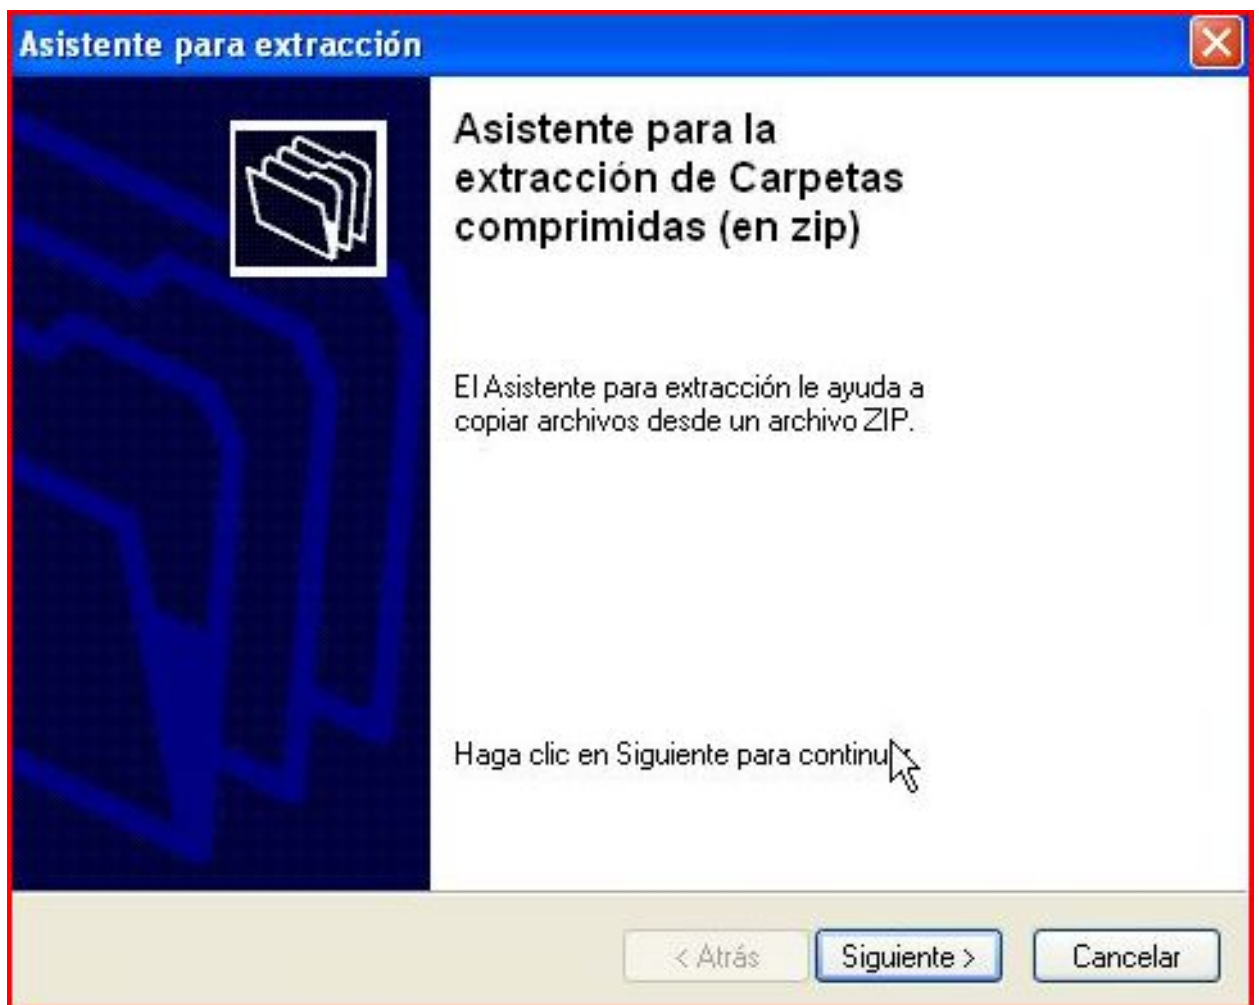 Asistente para extracción
Asistente para la
extracción de Carpetas
comprimidas (en zip)
El Asistente para extracción le ayuda a
copiar archivos desde un archivo ZIP.
Haga clic en Siguiente para continuar.
< Atrás
Siguiente >
Cancelar